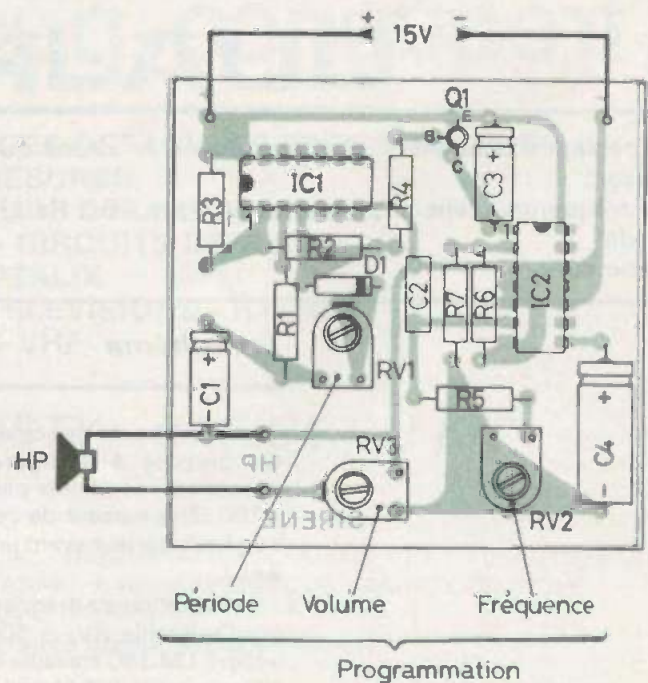 + 15V -
Q1
E
B
C
+
C3
IC1
R4
R3
1
R2
1
D1
IC2
C2
R7
R6
R1
+
C1
-
RV1
R5
+
C4
-
HP
HP
RV3
SIRENE
RV2
Période
Volume
Fréquence
Programmation